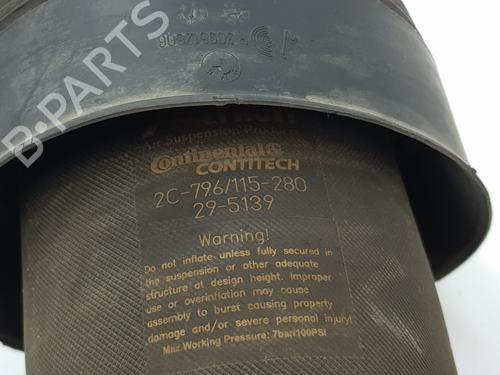 B-PARTS
Air Suspension Products
Continental
CONTITECH
2C-796/115-280
29-5139
Warning!
Do not inflate unless fully secured in
the suspension or other adequate
structure at design height. Improper
use or overinflation may cause
assembly to burst causing property
damage and/or severe personal injury!
Max. Working Pressure: 7bar/100PSI